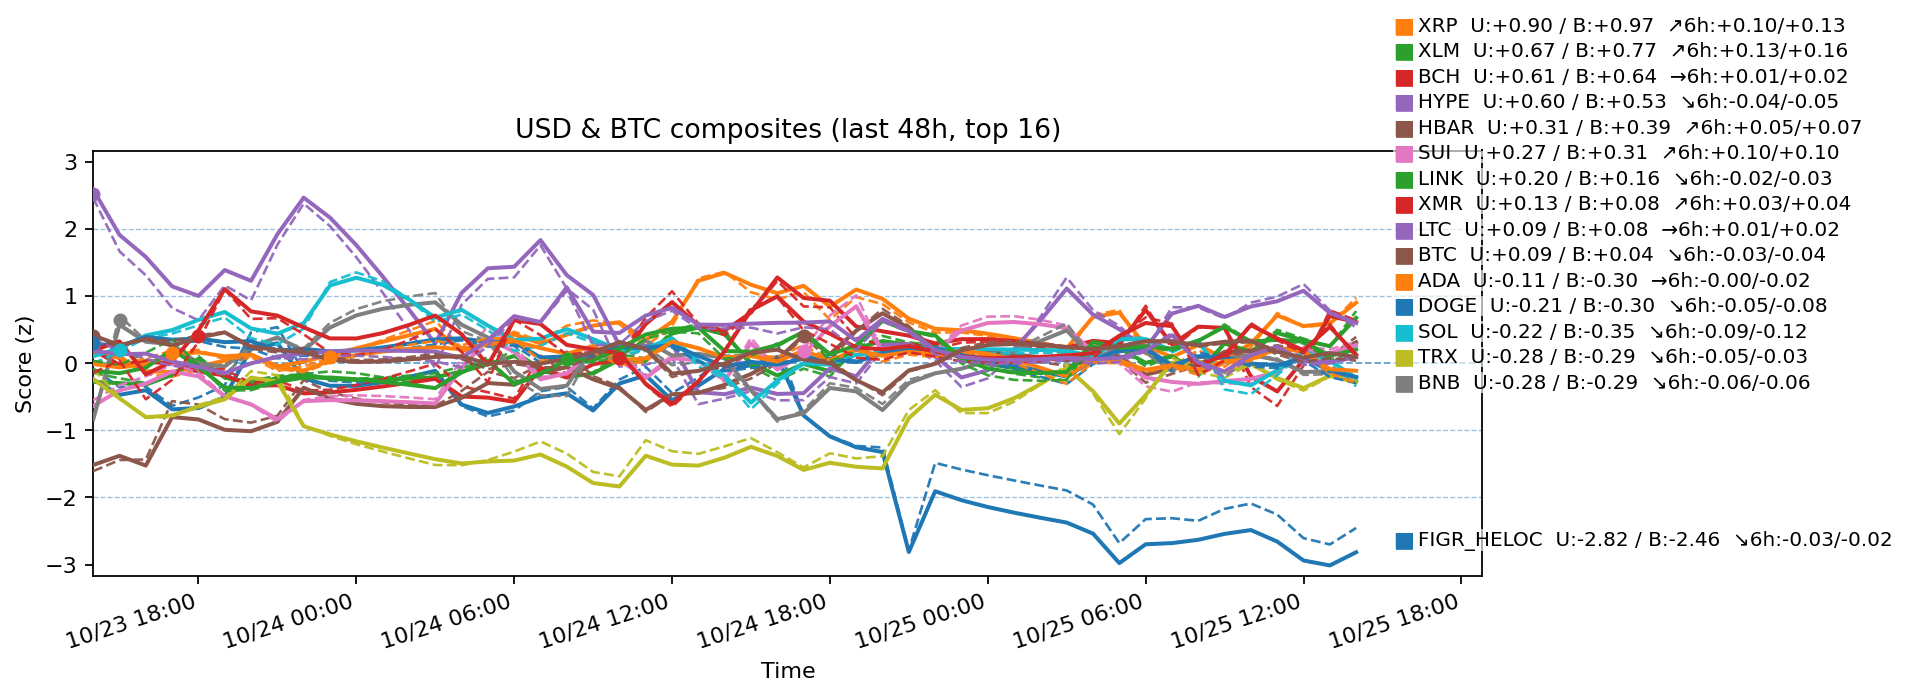 XRP U:+0.90 / B:+0.97 ↗6h:+0.10/+0.13
XLM U:+0.67 / B:+0.77 ↗6h:+0.13/+0.16
BCH U:+0.61 / B:+0.64 →6h:+0.01/+0.02
HYPE U:+0.60 / B:+0.53 ↘6h:-0.04/-0.05
HBAR U:+0.31 / B:+0.39 ↗6h:+0.05/+0.07
SUI U:+0.27 / B:+0.31 ↗6h:+0.10/+0.10
LINK U:+0.20 / B:+0.16 ↘6h:-0.02/-0.03
XMR U:+0.13 / B:+0.08 ↗6h:+0.03/+0.04
LTC U:+0.09 / B:+0.08 →6h:+0.01/+0.02
BTC U:+0.09 / B:+0.04 ↘6h:-0.03/-0.04
ADA U:-0.11 / B:-0.30 →6h:-0.00/-0.02
DOGE U:-0.21 / B:-0.30 ↘6h:-0.05/-0.08
SOL U:-0.22 / B:-0.35 ↘6h:-0.09/-0.12
TRX U:-0.28 / B:-0.29 ↘6h:-0.05/-0.03
BNB U:-0.28 / B:-0.29 ↘6h:-0.06/-0.06
FIGR_HELOC U:-2.82 / B:-2.46 ↘6h:-0.03/-0.02
USD & BTC composites (last 48h, top 16)
Score (z)
3
2
1
0
−1
−2
−3
10/23 18:00
10/24 00:00
10/24 06:00
10/24 12:00
10/24 18:00
10/25 00:00
10/25 06:00
10/25 12:00
10/25 18:00
Time